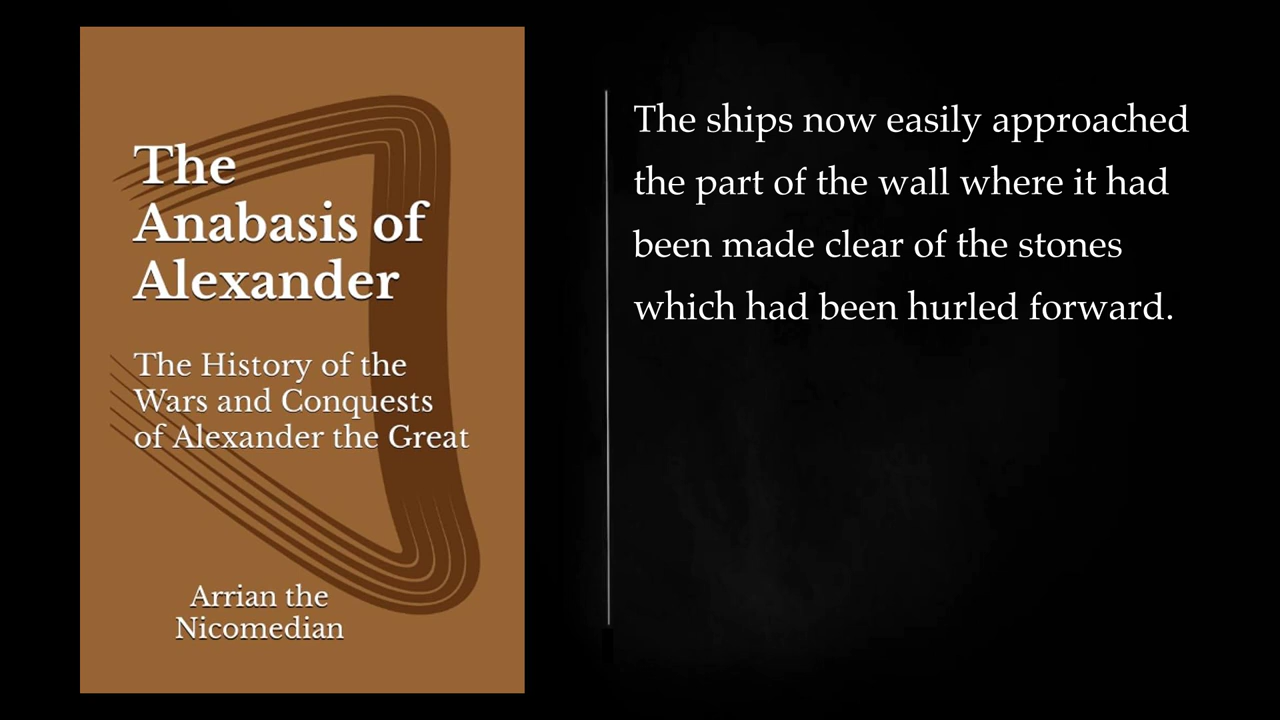 The
Anabasis of
Alexander
The History of the
Wars and Conquests
of Alexander the Great
Arrian the
Nicomedian
The ships now easily approached
the part of the wall where it had
been made clear of the stones
which had been hurled forward.